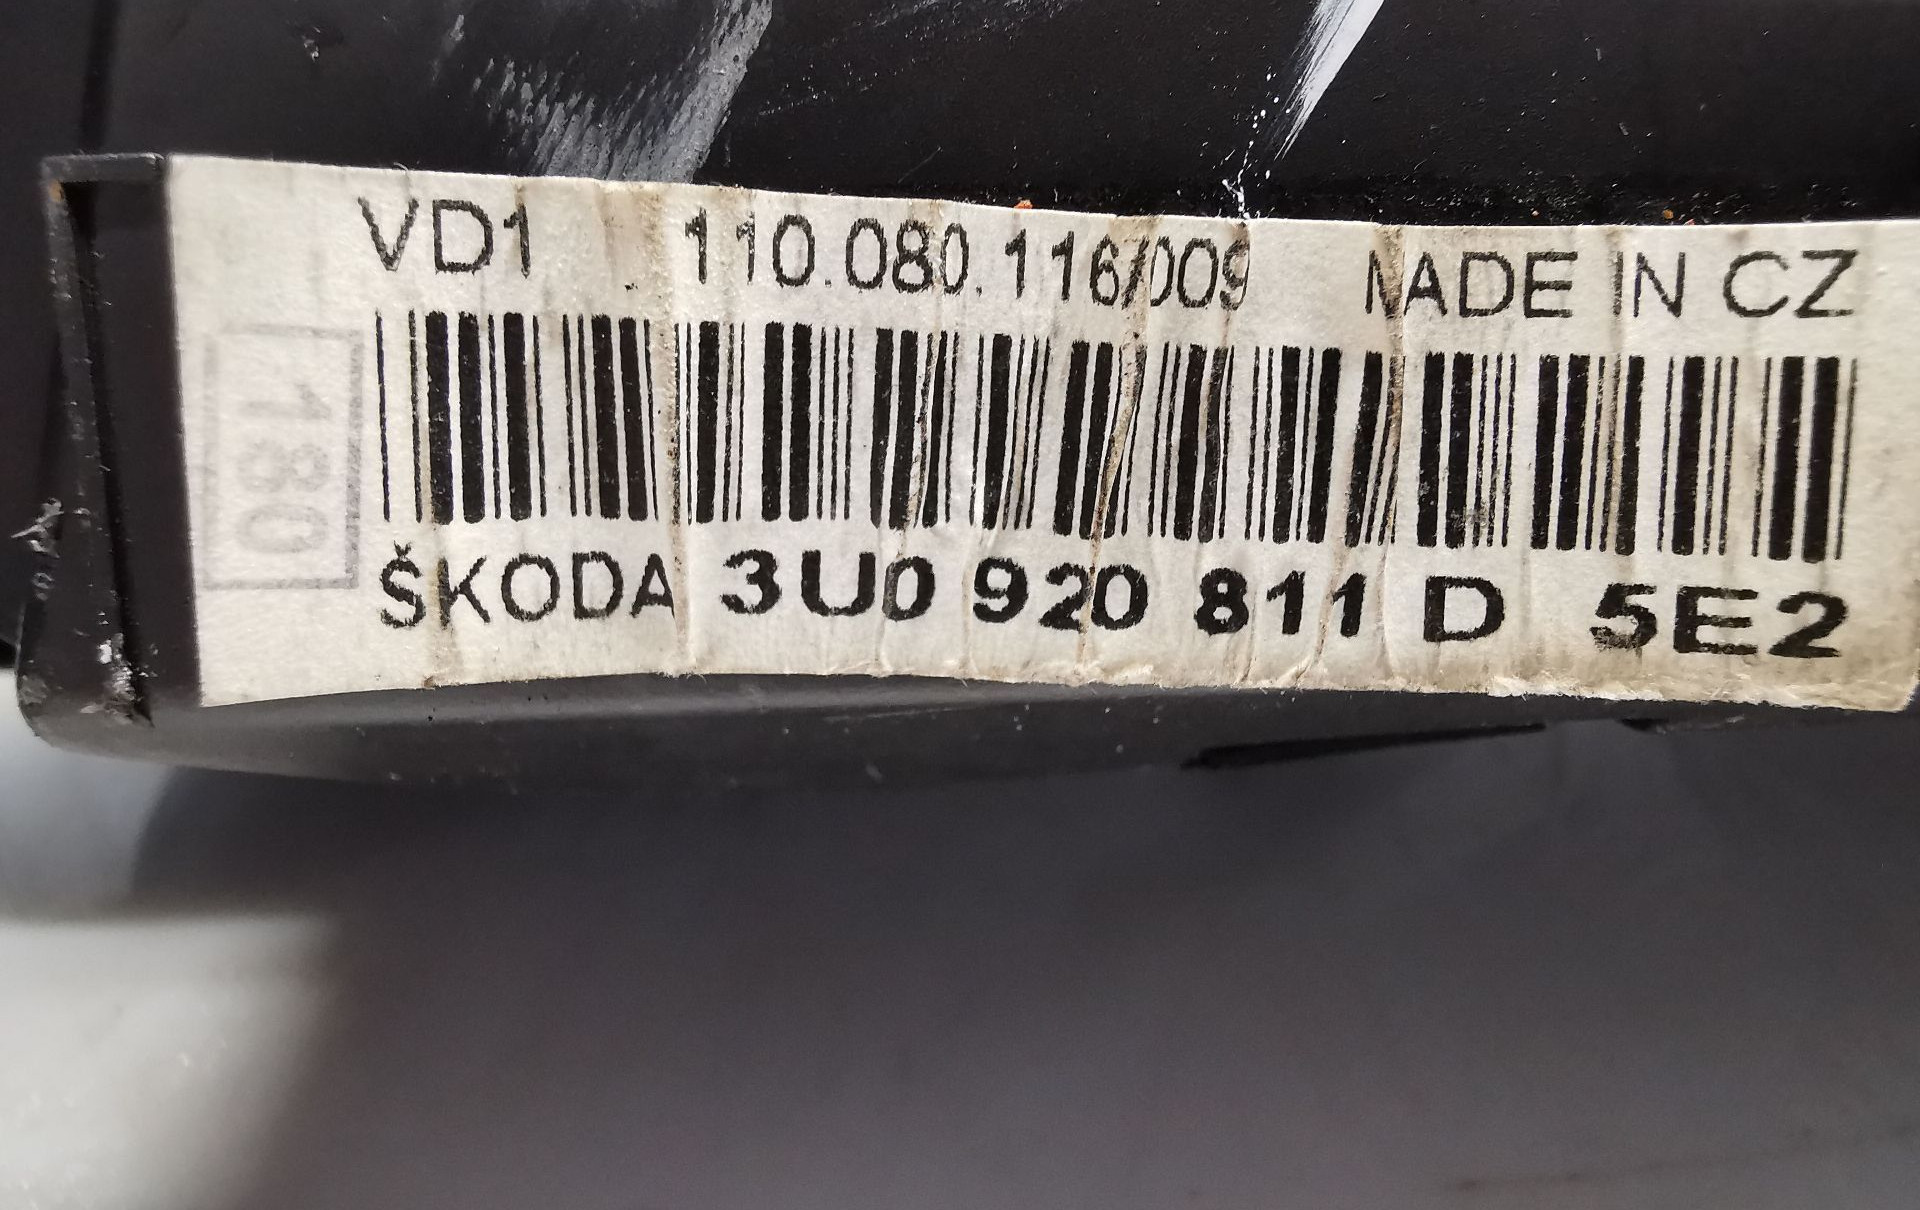 VD1 110.080.116/009 MADE IN CZ
180
ŠKODA 3U0 920 811 D 5E2